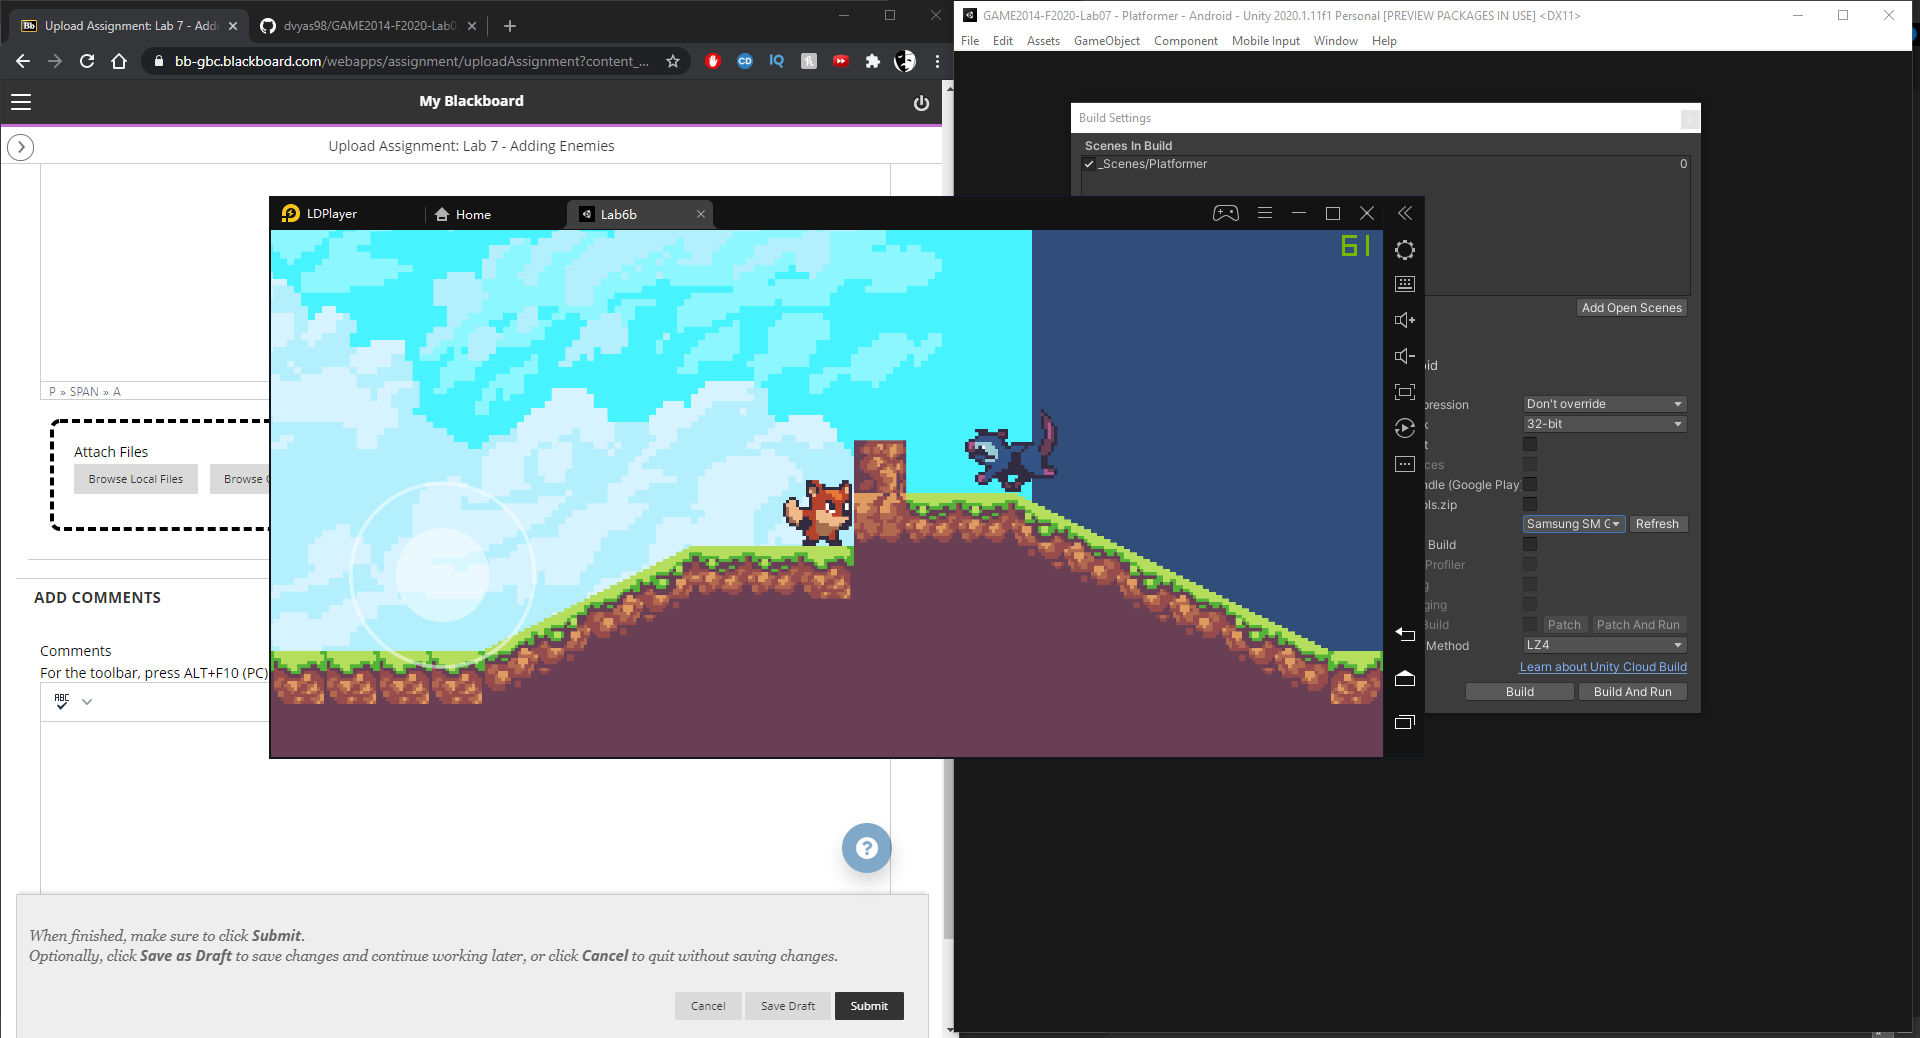 Upload Assignment: Lab 7 - Addi
dvyas98/GAME2014-F2020-Lab0
bb-gbc.blackboard.com/webapps/assignment/uploadAssignment?content_...
CD
IQ
My Blackboard
Upload Assignment: Lab 7 - Adding Enemies
P » SPAN » A
Attach Files
Browse Local Files
Browse
ADD COMMENTS
Comments
For the toolbar, press ALT+F10 (PC)
ABC
When finished, make sure to click Submit.
Optionally, click Save as Draft to save changes and continue working later, or click Cancel to quit without saving changes.
Cancel
Save Draft
Submit
LDPlayer
Home
Lab6b
61
GAME2014-F2020-Lab07 - Platformer - Android - Unity 2020.1.11f1 Personal [PREVIEW PACKAGES IN USE] <DX11>
File Edit Assets GameObject Component Mobile Input Window Help
Build Settings
Scenes In Build
_Scenes/Platformer 0
Add Open Scenes
oid
pression Don't override
k 32-bit
t
ces
ndle (Google Play)
ols.zip
Samsung SM Refresh
Build
Profiler
g
ging
Build Patch Patch And Run
Method LZ4
Learn about Unity Cloud Build
Build Build And Run